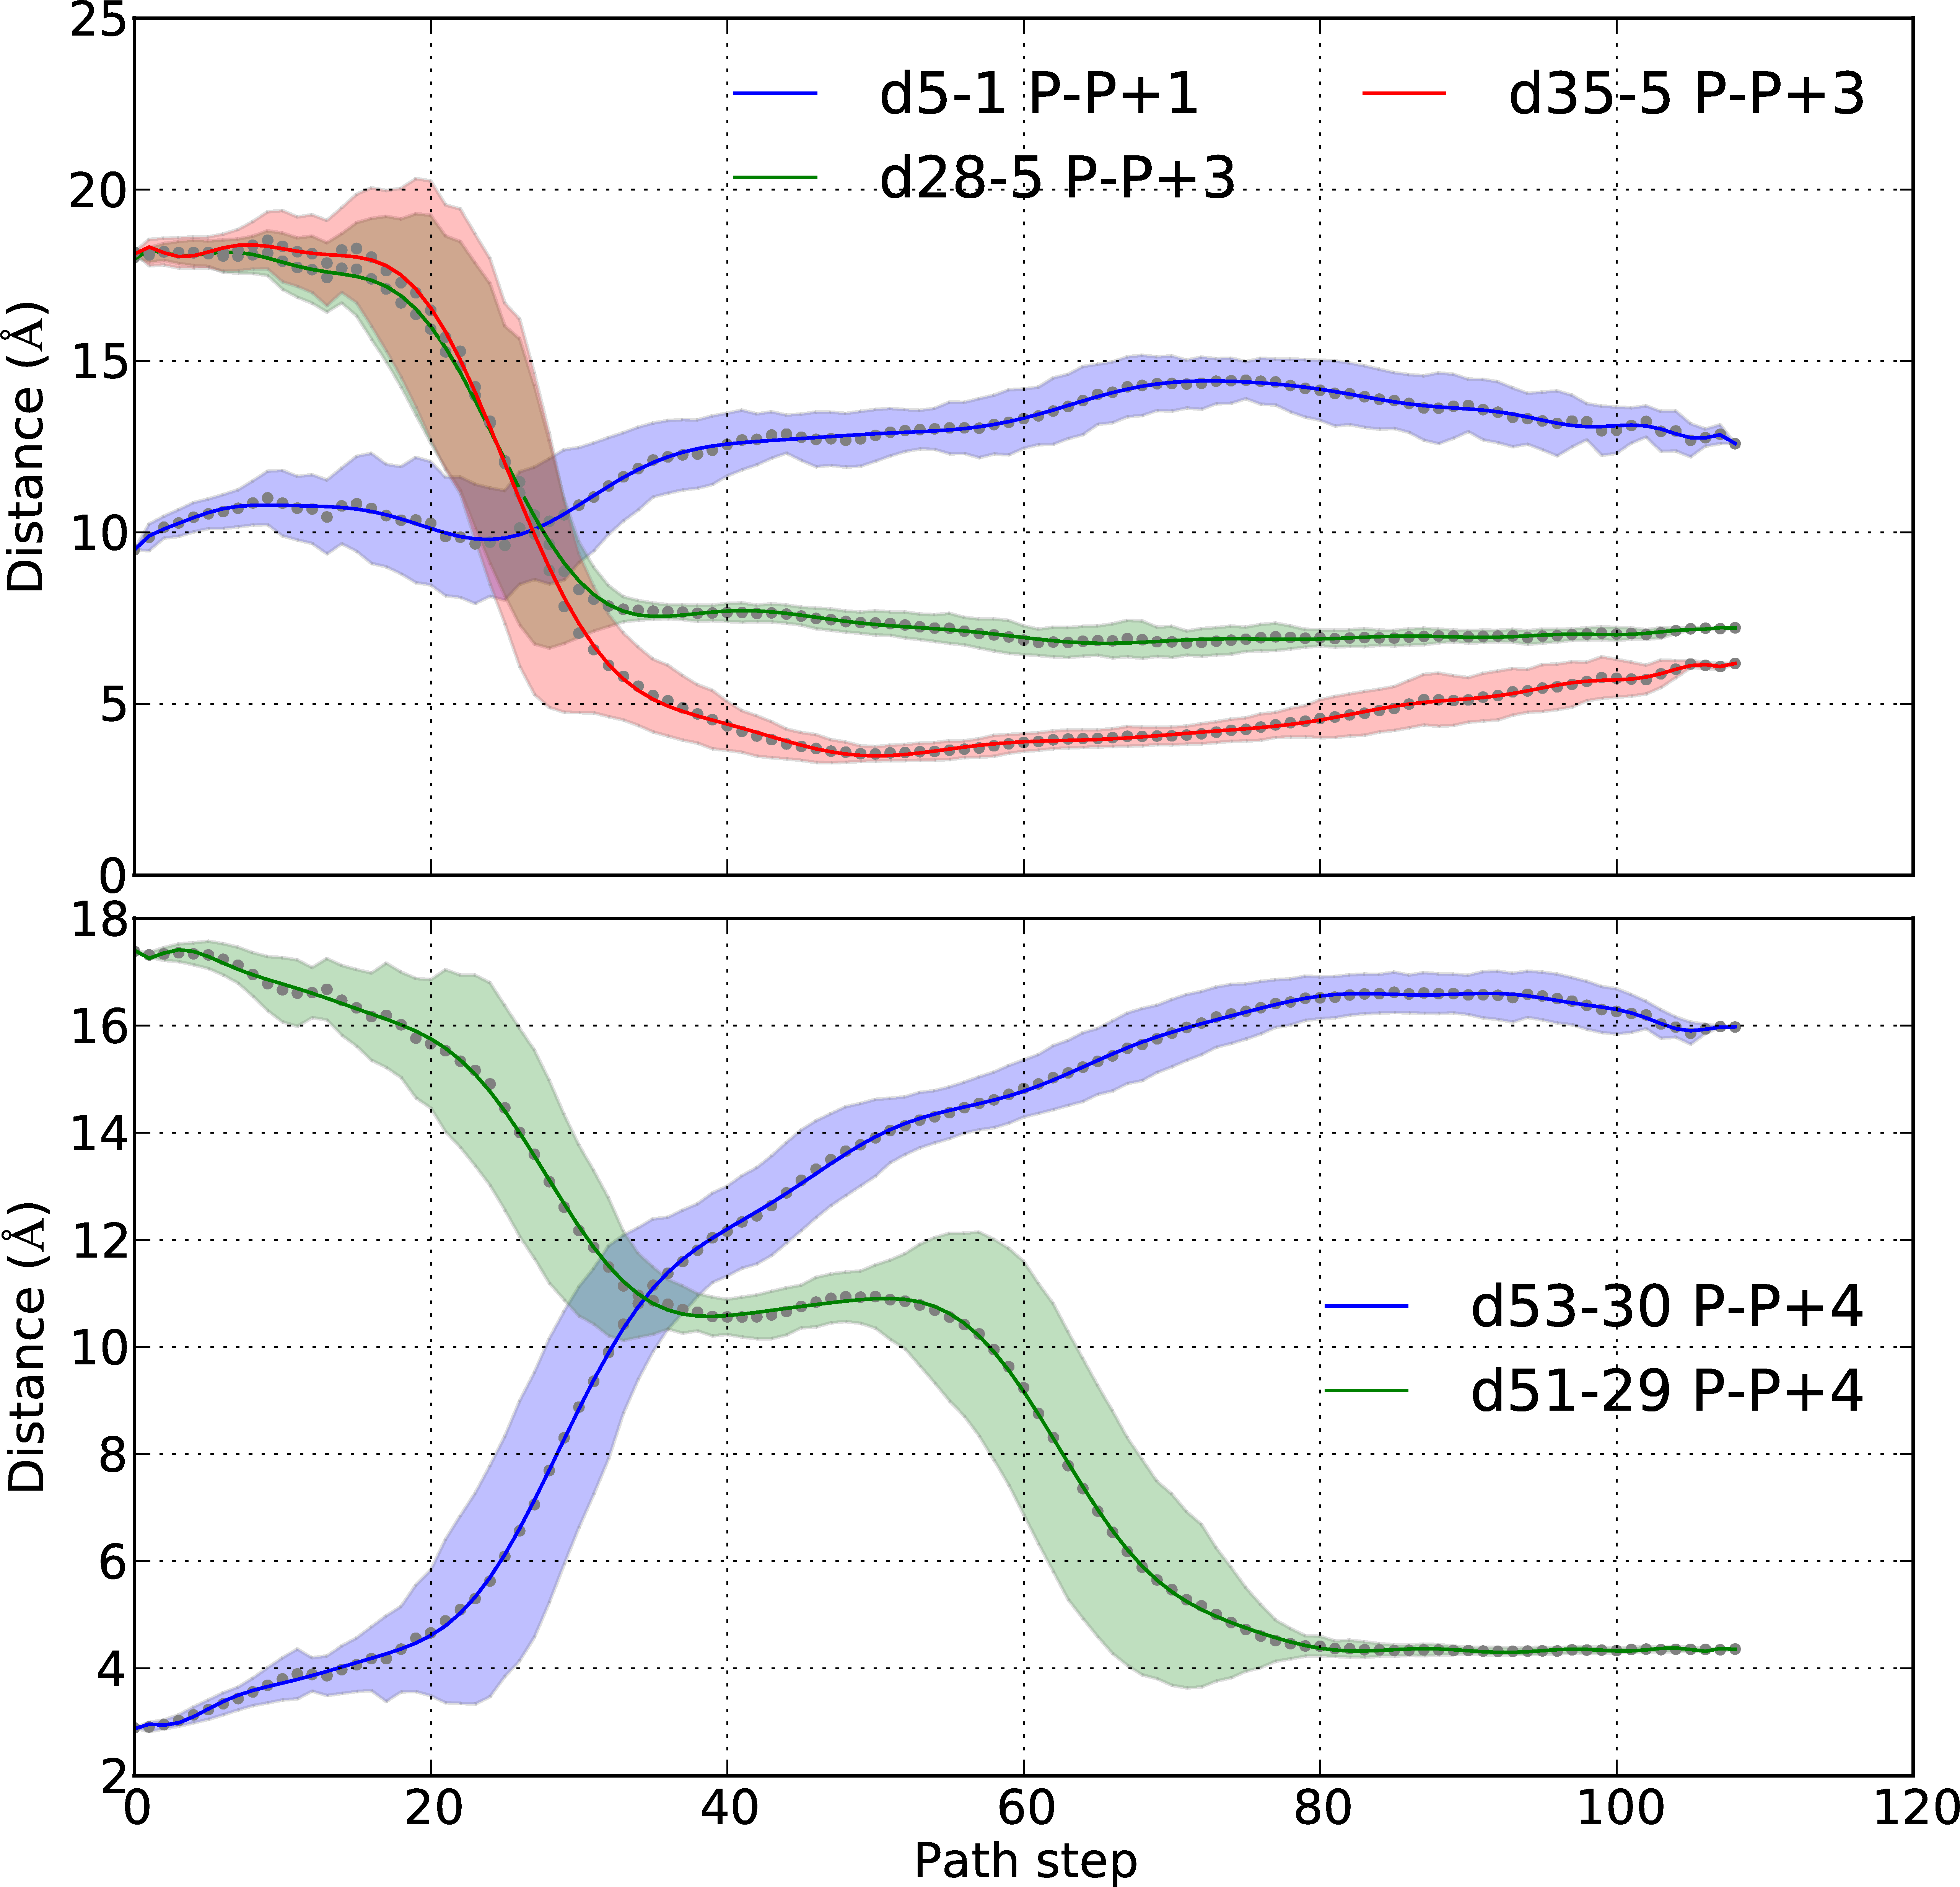 25
20
15
10
5
0
Distance (Å)
d5-1 P-P+1
d35-5 P-P+3
d28-5 P-P+3
18
16
14
12
10
8
6
4
2
Distance (Å)
d53-30 P-P+4
d51-29 P-P+4
0 20 40 60 80 100 120
Path step